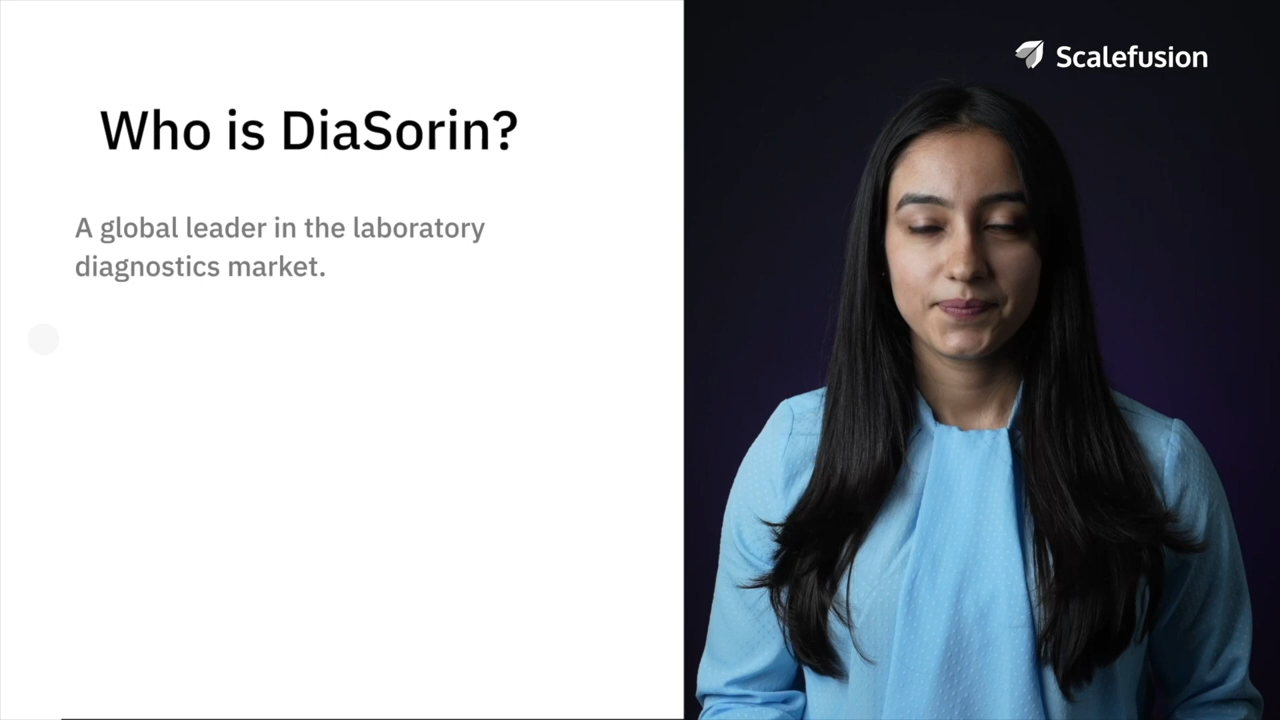 Scalefusion
Who is DiaSorin?
A global leader in the laboratory
diagnostics market.